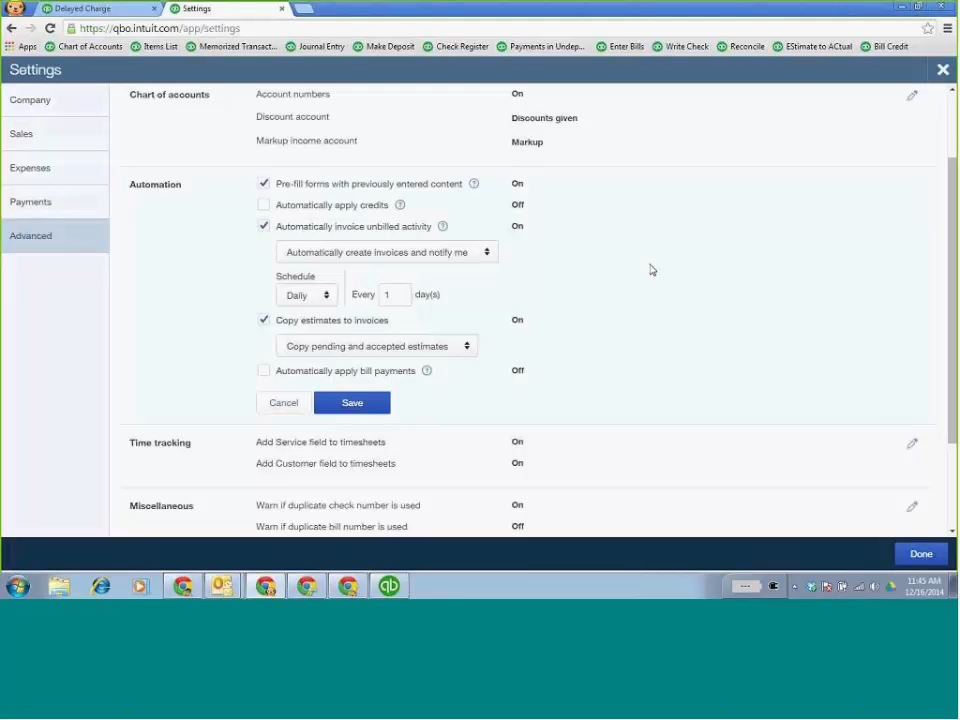 Delayed Charge
Settings
https://qbo.intuit.com/app/settings
Apps
Chart of Accounts
Items List
Memorized Transact...
Journal Entry
Make Deposit
Check Register
Payments in Undep...
Enter Bills
Write Check
Reconcile
EStimate to ACtual
Bill Credit
Settings
Company
Sales
Expenses
Payments
Advanced
Chart of accounts
Account numbers On
Discount account Discounts given
Markup income account Markup
Automation
Pre-fill forms with previously entered content ? On
Automatically apply credits ? Off
Automatically invoice unbilled activity ? On
Automatically create invoices and notify me
Schedule
Daily Every 1 day(s)
Copy estimates to invoices On
Copy pending and accepted estimates
Automatically apply bill payments ? Off
Cancel Save
Time tracking
Add Service field to timesheets On
Add Customer field to timesheets On
Miscellaneous
Warn if duplicate check number is used On
Warn if duplicate bill number is used Off
Done
11:45 AM
12/16/2014